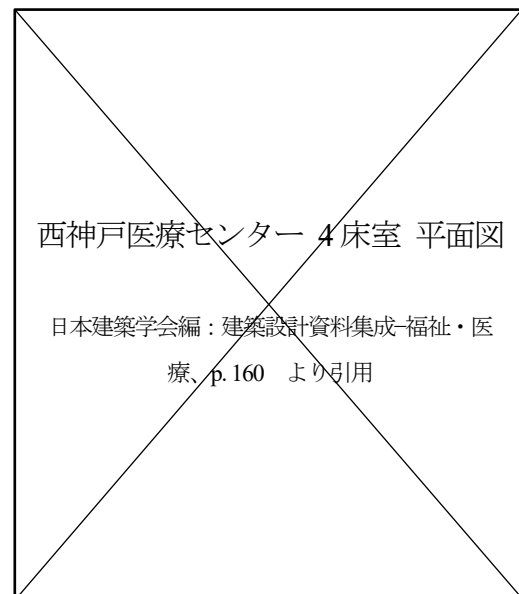 西神戸医療センター 4床室 平面図
日本建築学会編：建築設計資料集成−福祉・医
療、p. 160　より引用